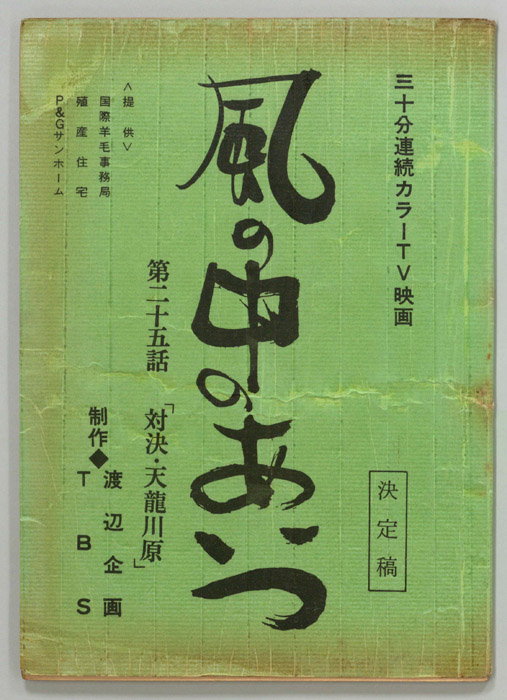 三十分連続カラーTV映画
決定稿
風の中のあいつ
第二十五話「対決・天龍川原」
制作◆渡辺企画
TBS
<提供>
国際羊毛事務局
殖産住宅
P&Gサンホーム